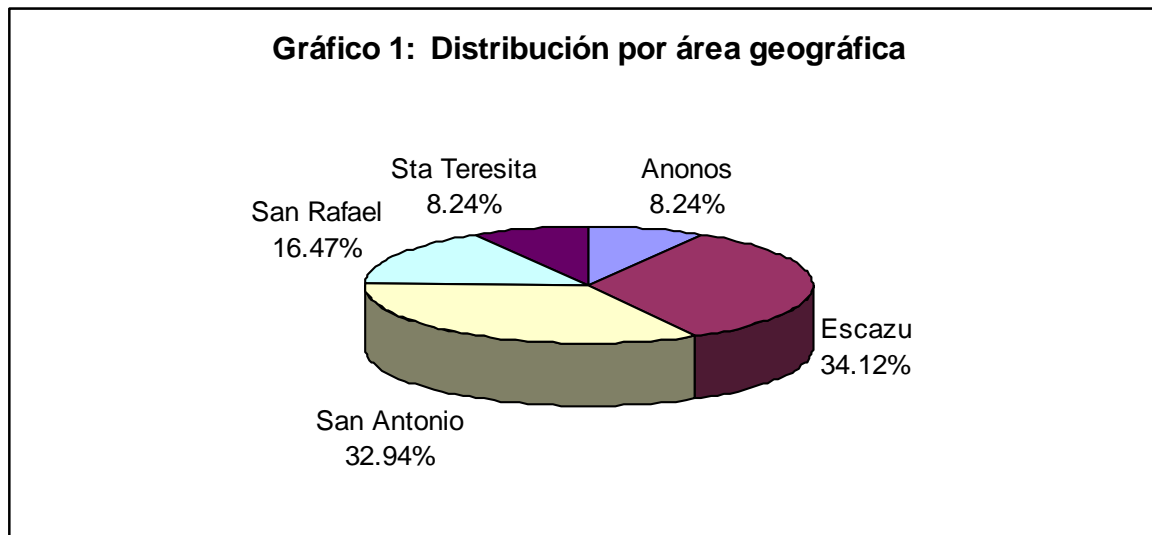 Gráfico 1: Distribución por área geográfica
Sta Teresita
8.24%
Anonos
8.24%
San Rafael
16.47%
Escazu
34.12%
San Antonio
32.94%